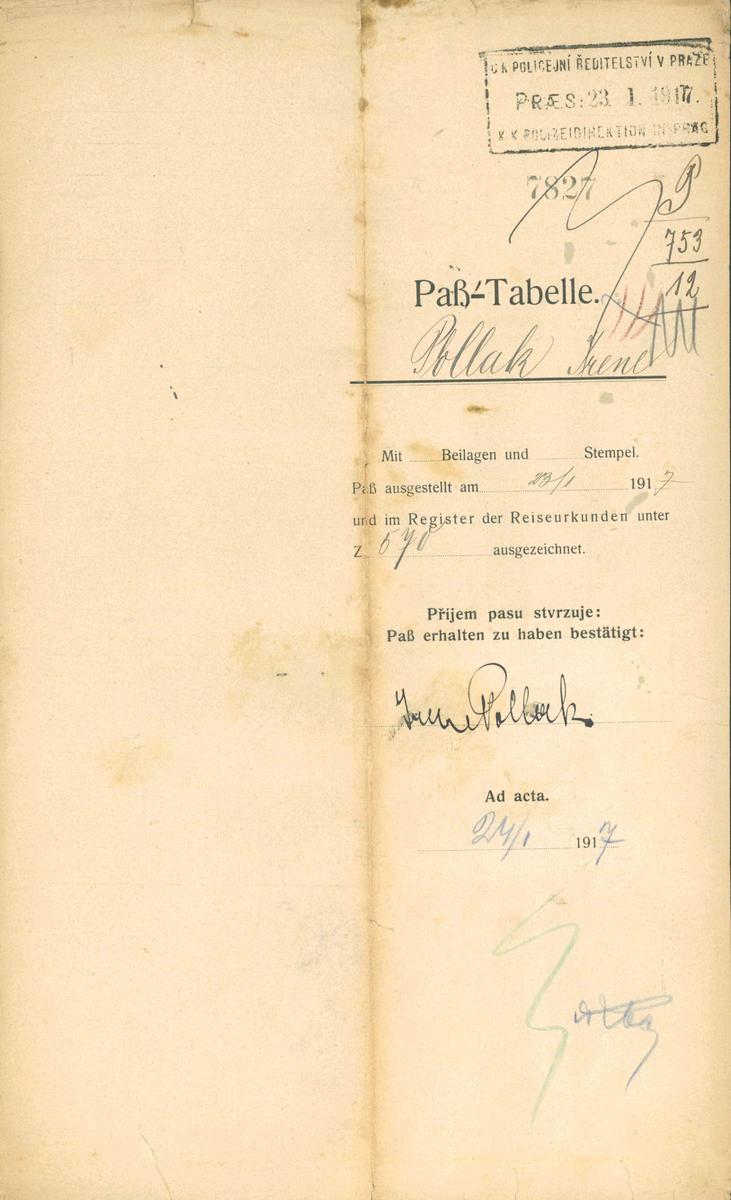 C K POLICEJNÍ ŘEDITELSTVÍ V PRAZE
PRÆS: 23. 1. 1917.
K K POLIZEIDIREKTION IN PRAG
7827
P
753
12
Paß-Tabelle.
Pollak Irene
Mit Beilagen und Stempel.
Paß ausgestellt am 23/1 1917
und im Register der Reiseurkunden unter
Z 570 ausgezeichnet.
Příjem pasu stvrzuje:
Paß erhalten zu haben bestätigt:
Irene Pollak.
Ad acta.
24/1 1917